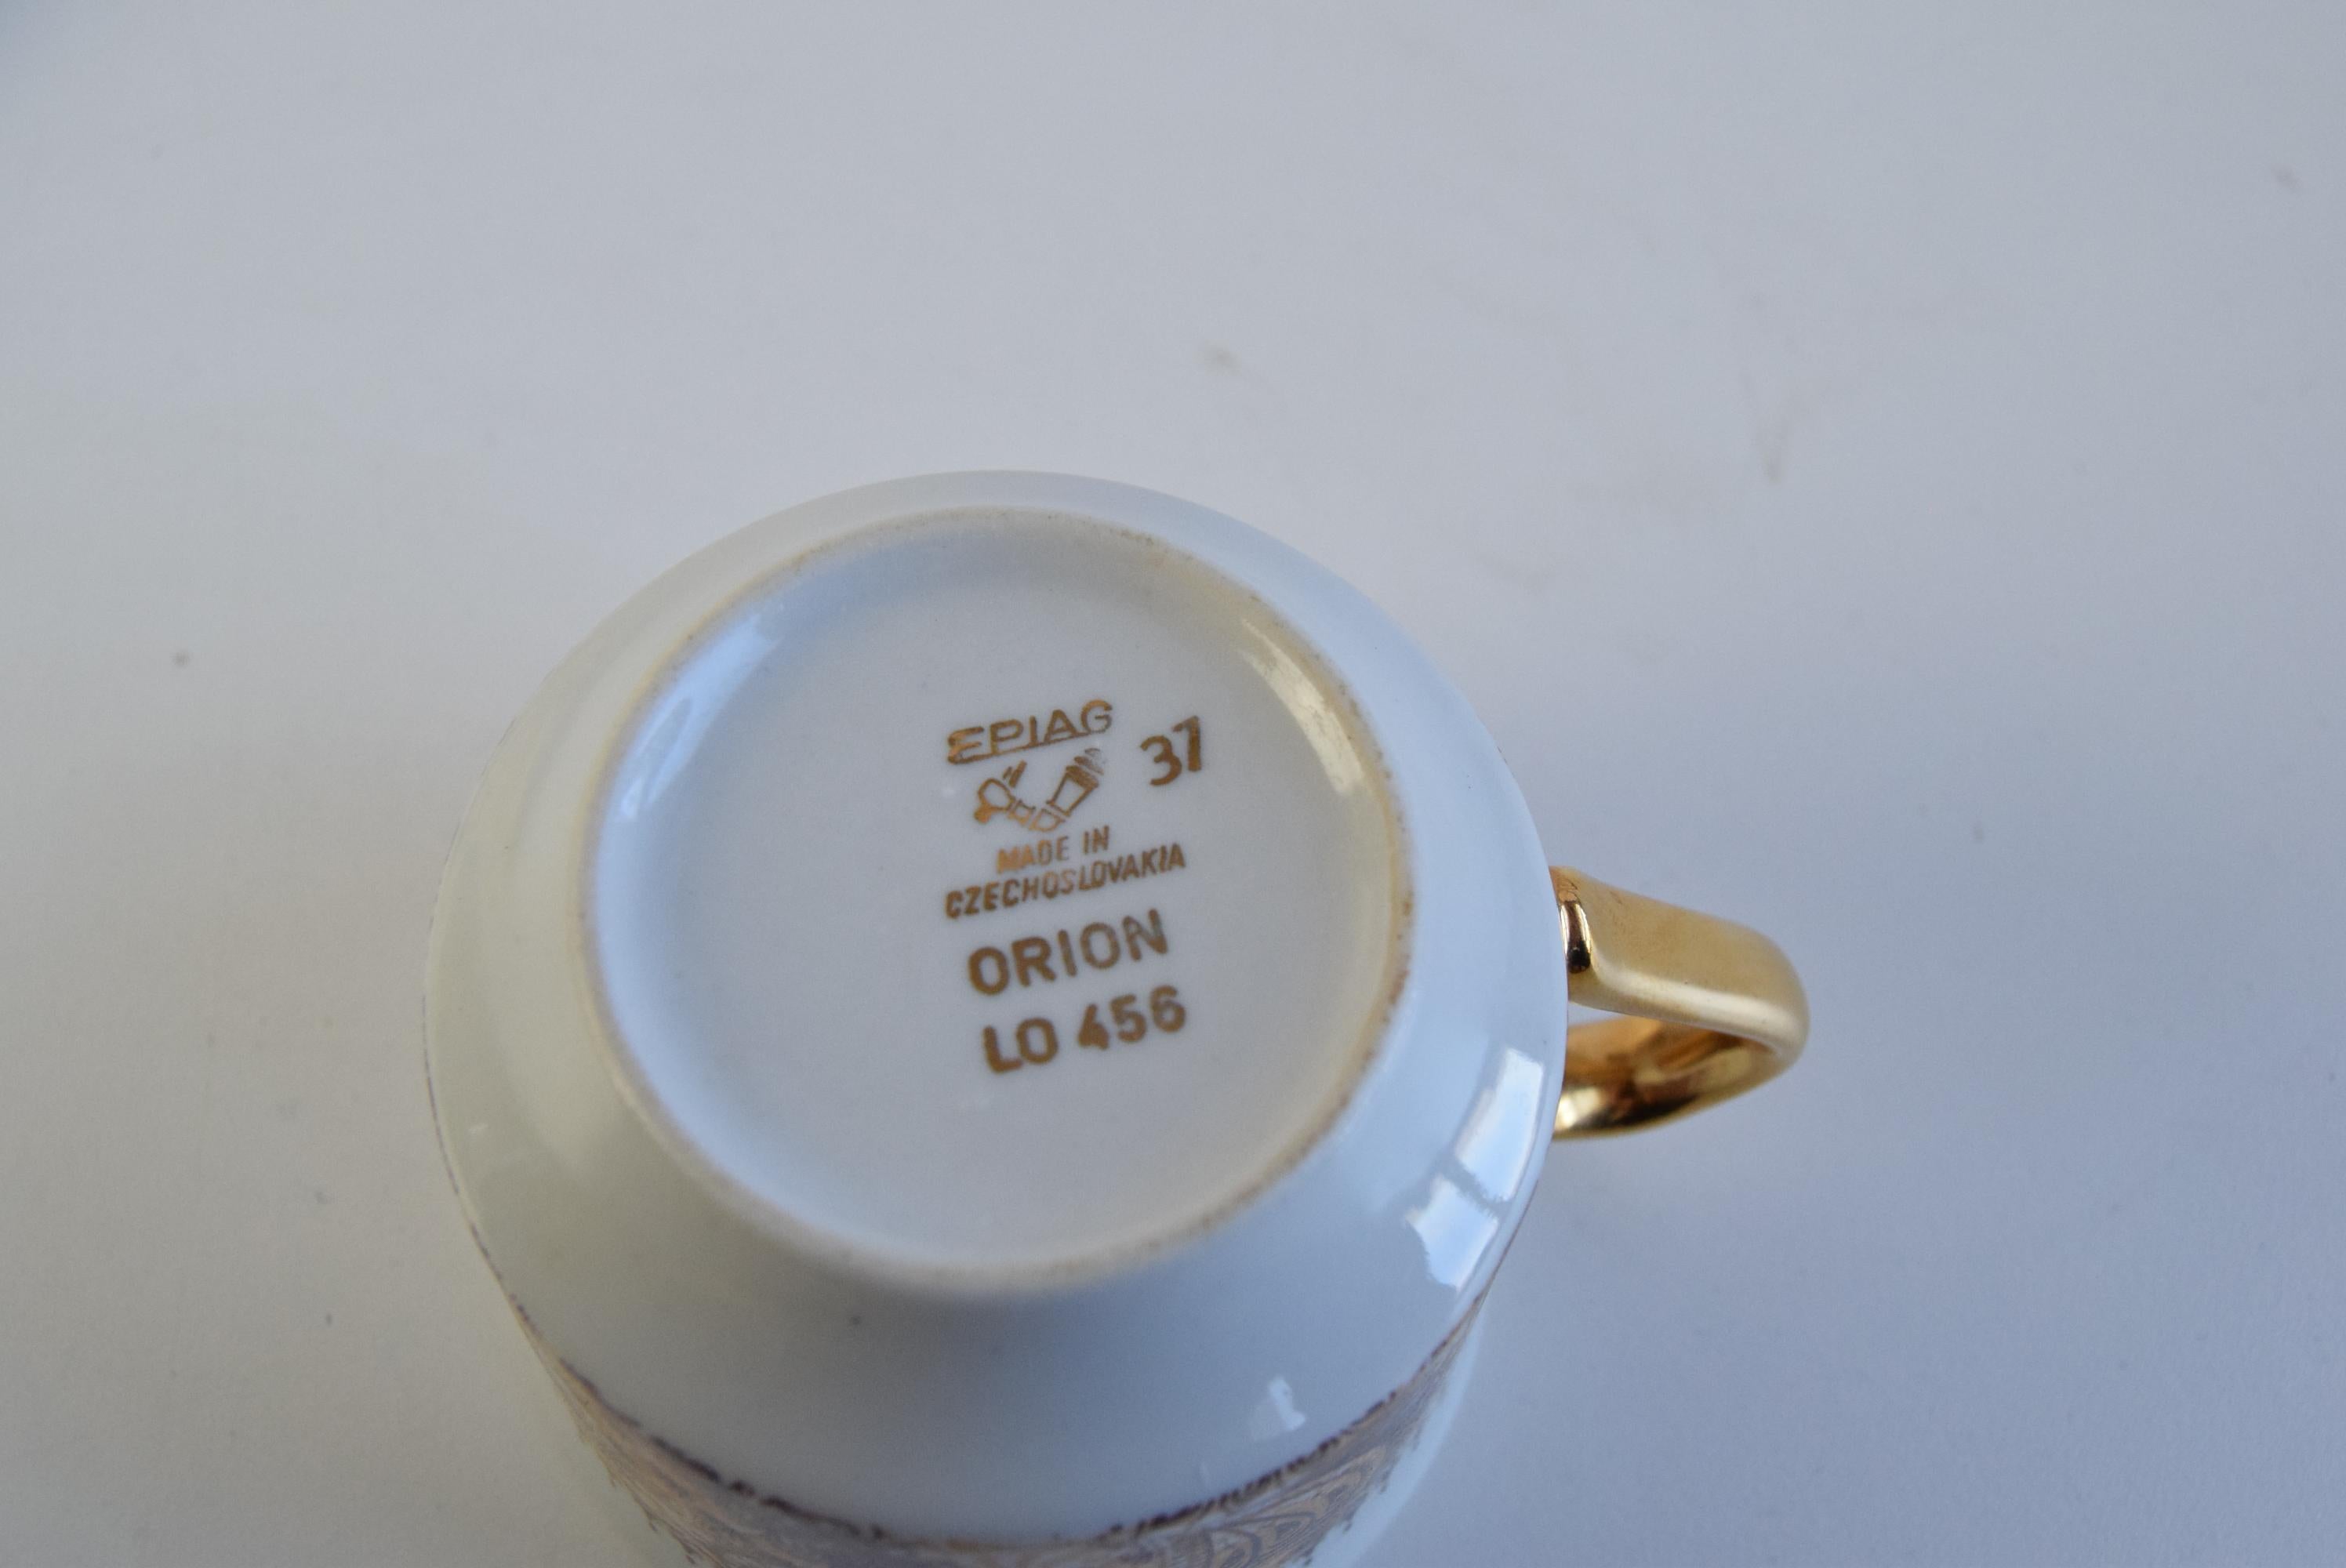 EPIAG
37
MADE IN
CZECHOSLOVAKIA
ORION
LO 456